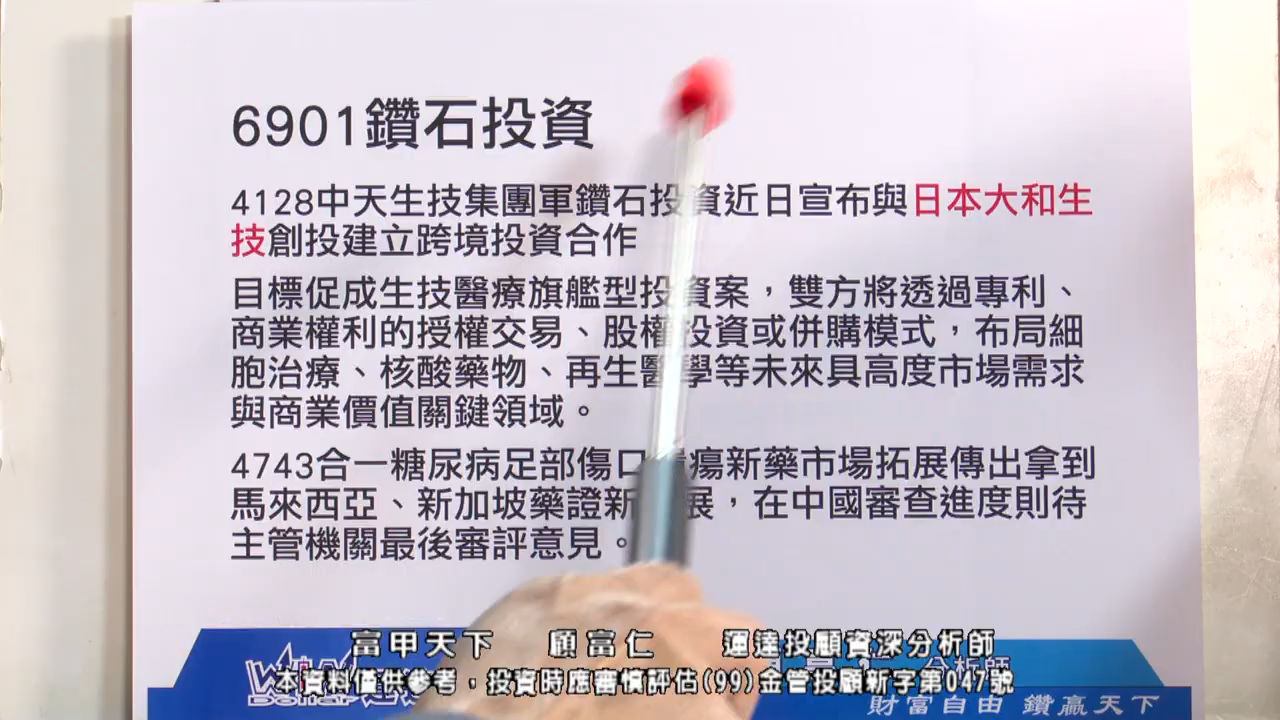 6901鑽石投資
4128中天生技集團軍鑽石投資近日宣布與日本大和生
技創投建立跨境投資合作
目標促成生技醫療旗艦型投資案，雙方將透過專利、
商業權利的授權交易、股權投資或併購模式，布局細
胞治療、核酸藥物、再生醫學等未來具高度市場需求
與商業價值關鍵領域。
4743合一糖尿病足部傷口 瘍新藥市場拓展傳出拿到
馬來西亞、新加坡藥證新 展，在中國審查進度則待
主管機關最後審評意見。
富甲天下 顧富仁 運達投顧資深分析師
分析師
本資料僅供參考，投資時應審慎評估(99)金管投顧新字第047號
財富自由 鑽贏天下